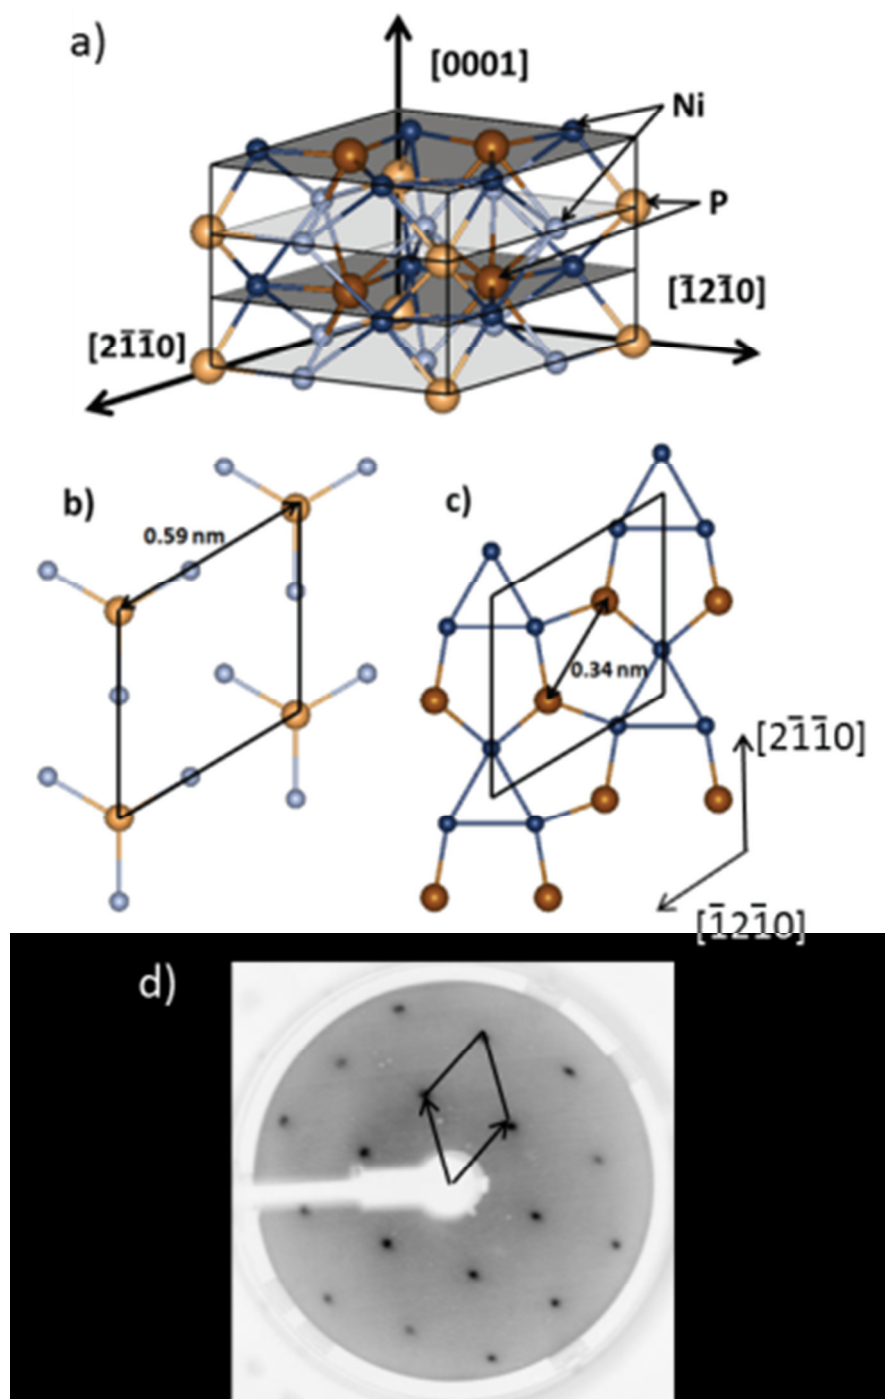 a)
[0001]
Ni
P
[1̅21̅0]
[21̅1̅0]
b)
0.59 nm
c)
0.34 nm
[21̅1̅0]
[1̅21̅0]
d)